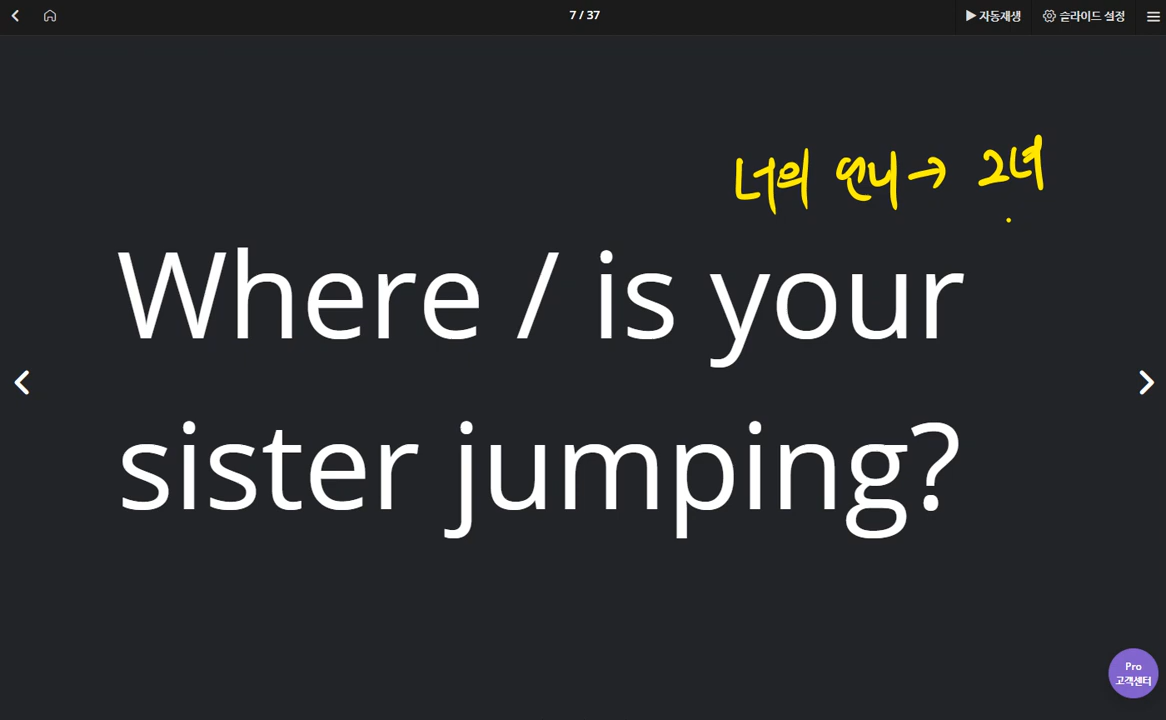 7 / 37
자동재생
슬라이드 설정
너의 언니 → 그녀
Where / is your
sister jumping?
Pro
고객센터